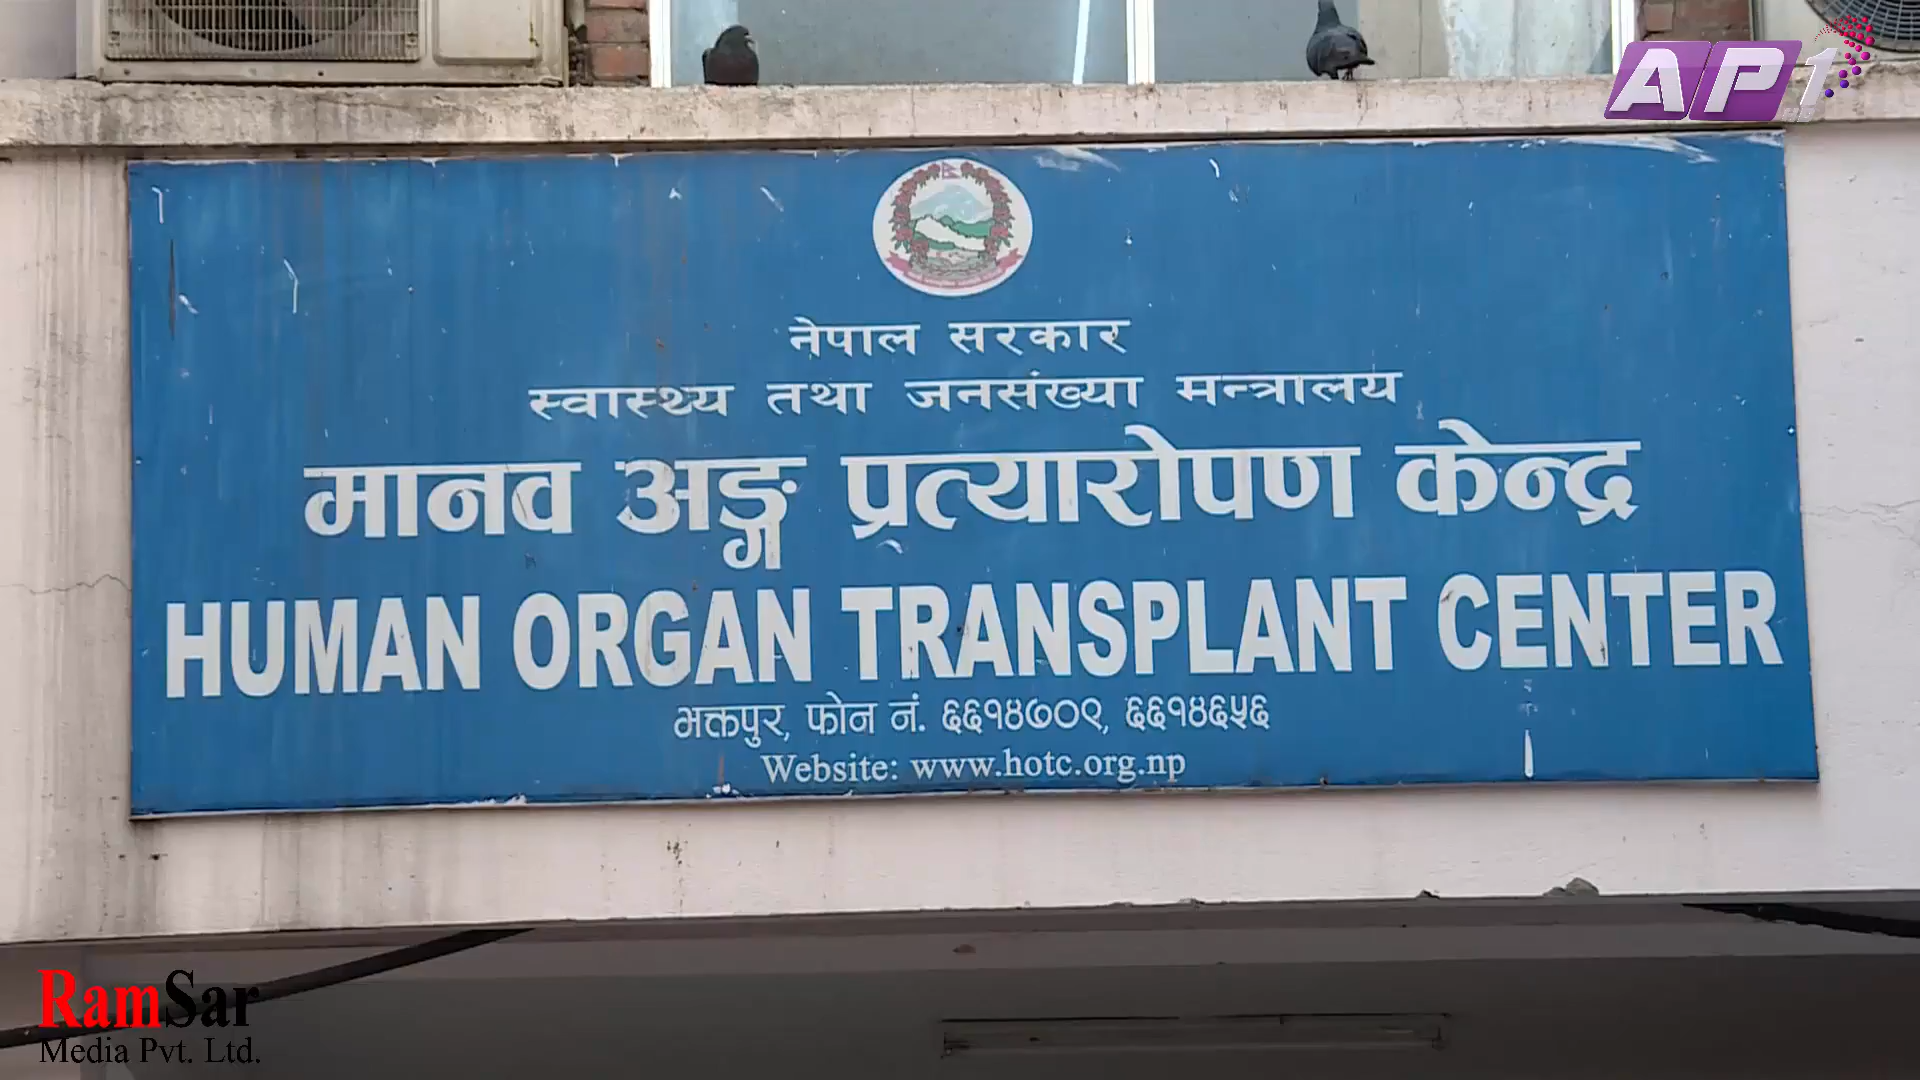 AP1
नेपाल सरकार
स्वास्थ्य तथा जनसंख्या मन्त्रालय
मानव अङ्ग प्रत्यारोपण केन्द्र
HUMAN ORGAN TRANSPLANT CENTER
भक्तपुर, फोन नं. ६६१४७०९, ६६१४६५६
Website: www.hotc.org.np
RamSar
Media Pvt. Ltd.